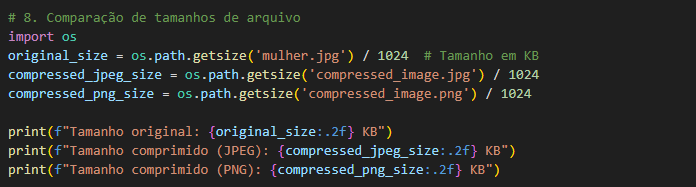 # 8. Comparação de tamanhos de arquivo
import os
original_size = os.path.getsize('mulher.jpg') / 1024  # Tamanho em KB
compressed_jpeg_size = os.path.getsize('compressed_image.jpg') / 1024
compressed_png_size = os.path.getsize('compressed_image.png') / 1024

print(f"Tamanho original: {original_size:.2f} KB")
print(f"Tamanho comprimido (JPEG): {compressed_jpeg_size:.2f} KB")
print(f"Tamanho comprimido (PNG): {compressed_png_size:.2f} KB")